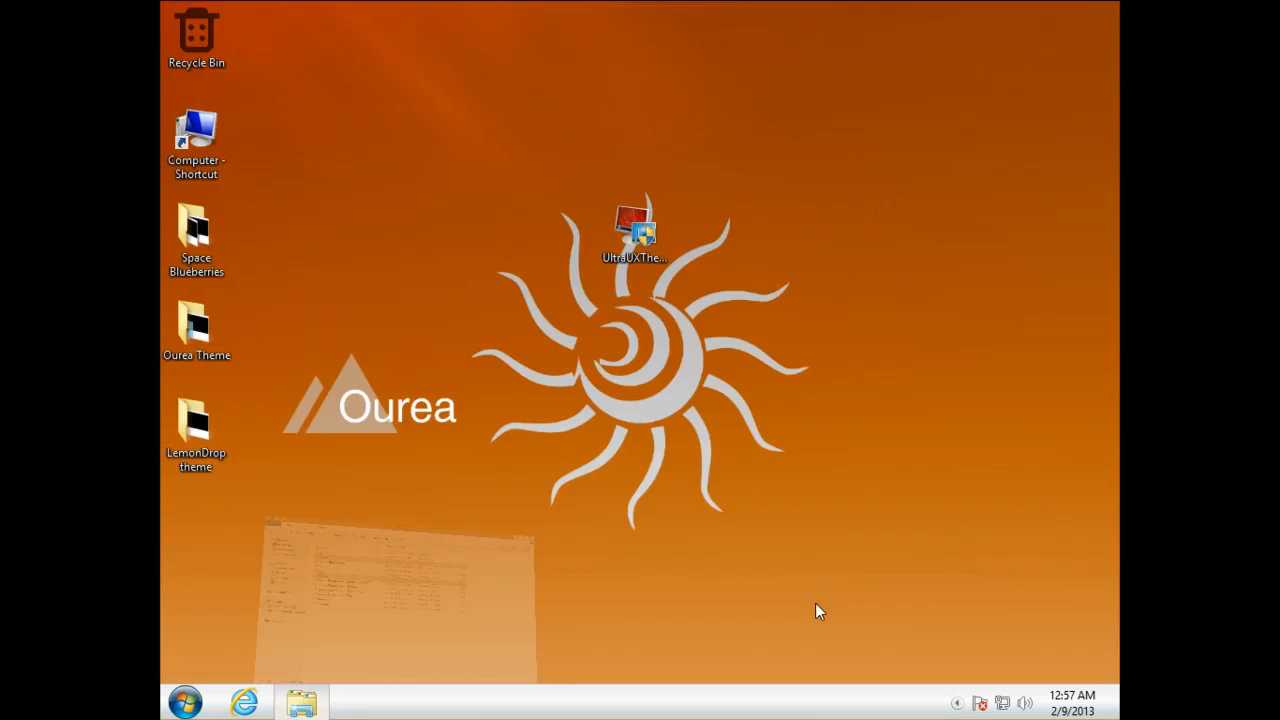 Recycle Bin
Computer -
Shortcut
Space
Blueberries
Ourea Theme
LemonDrop
theme
UltraUXThe...
Ourea
12:57 AM
2/9/2013